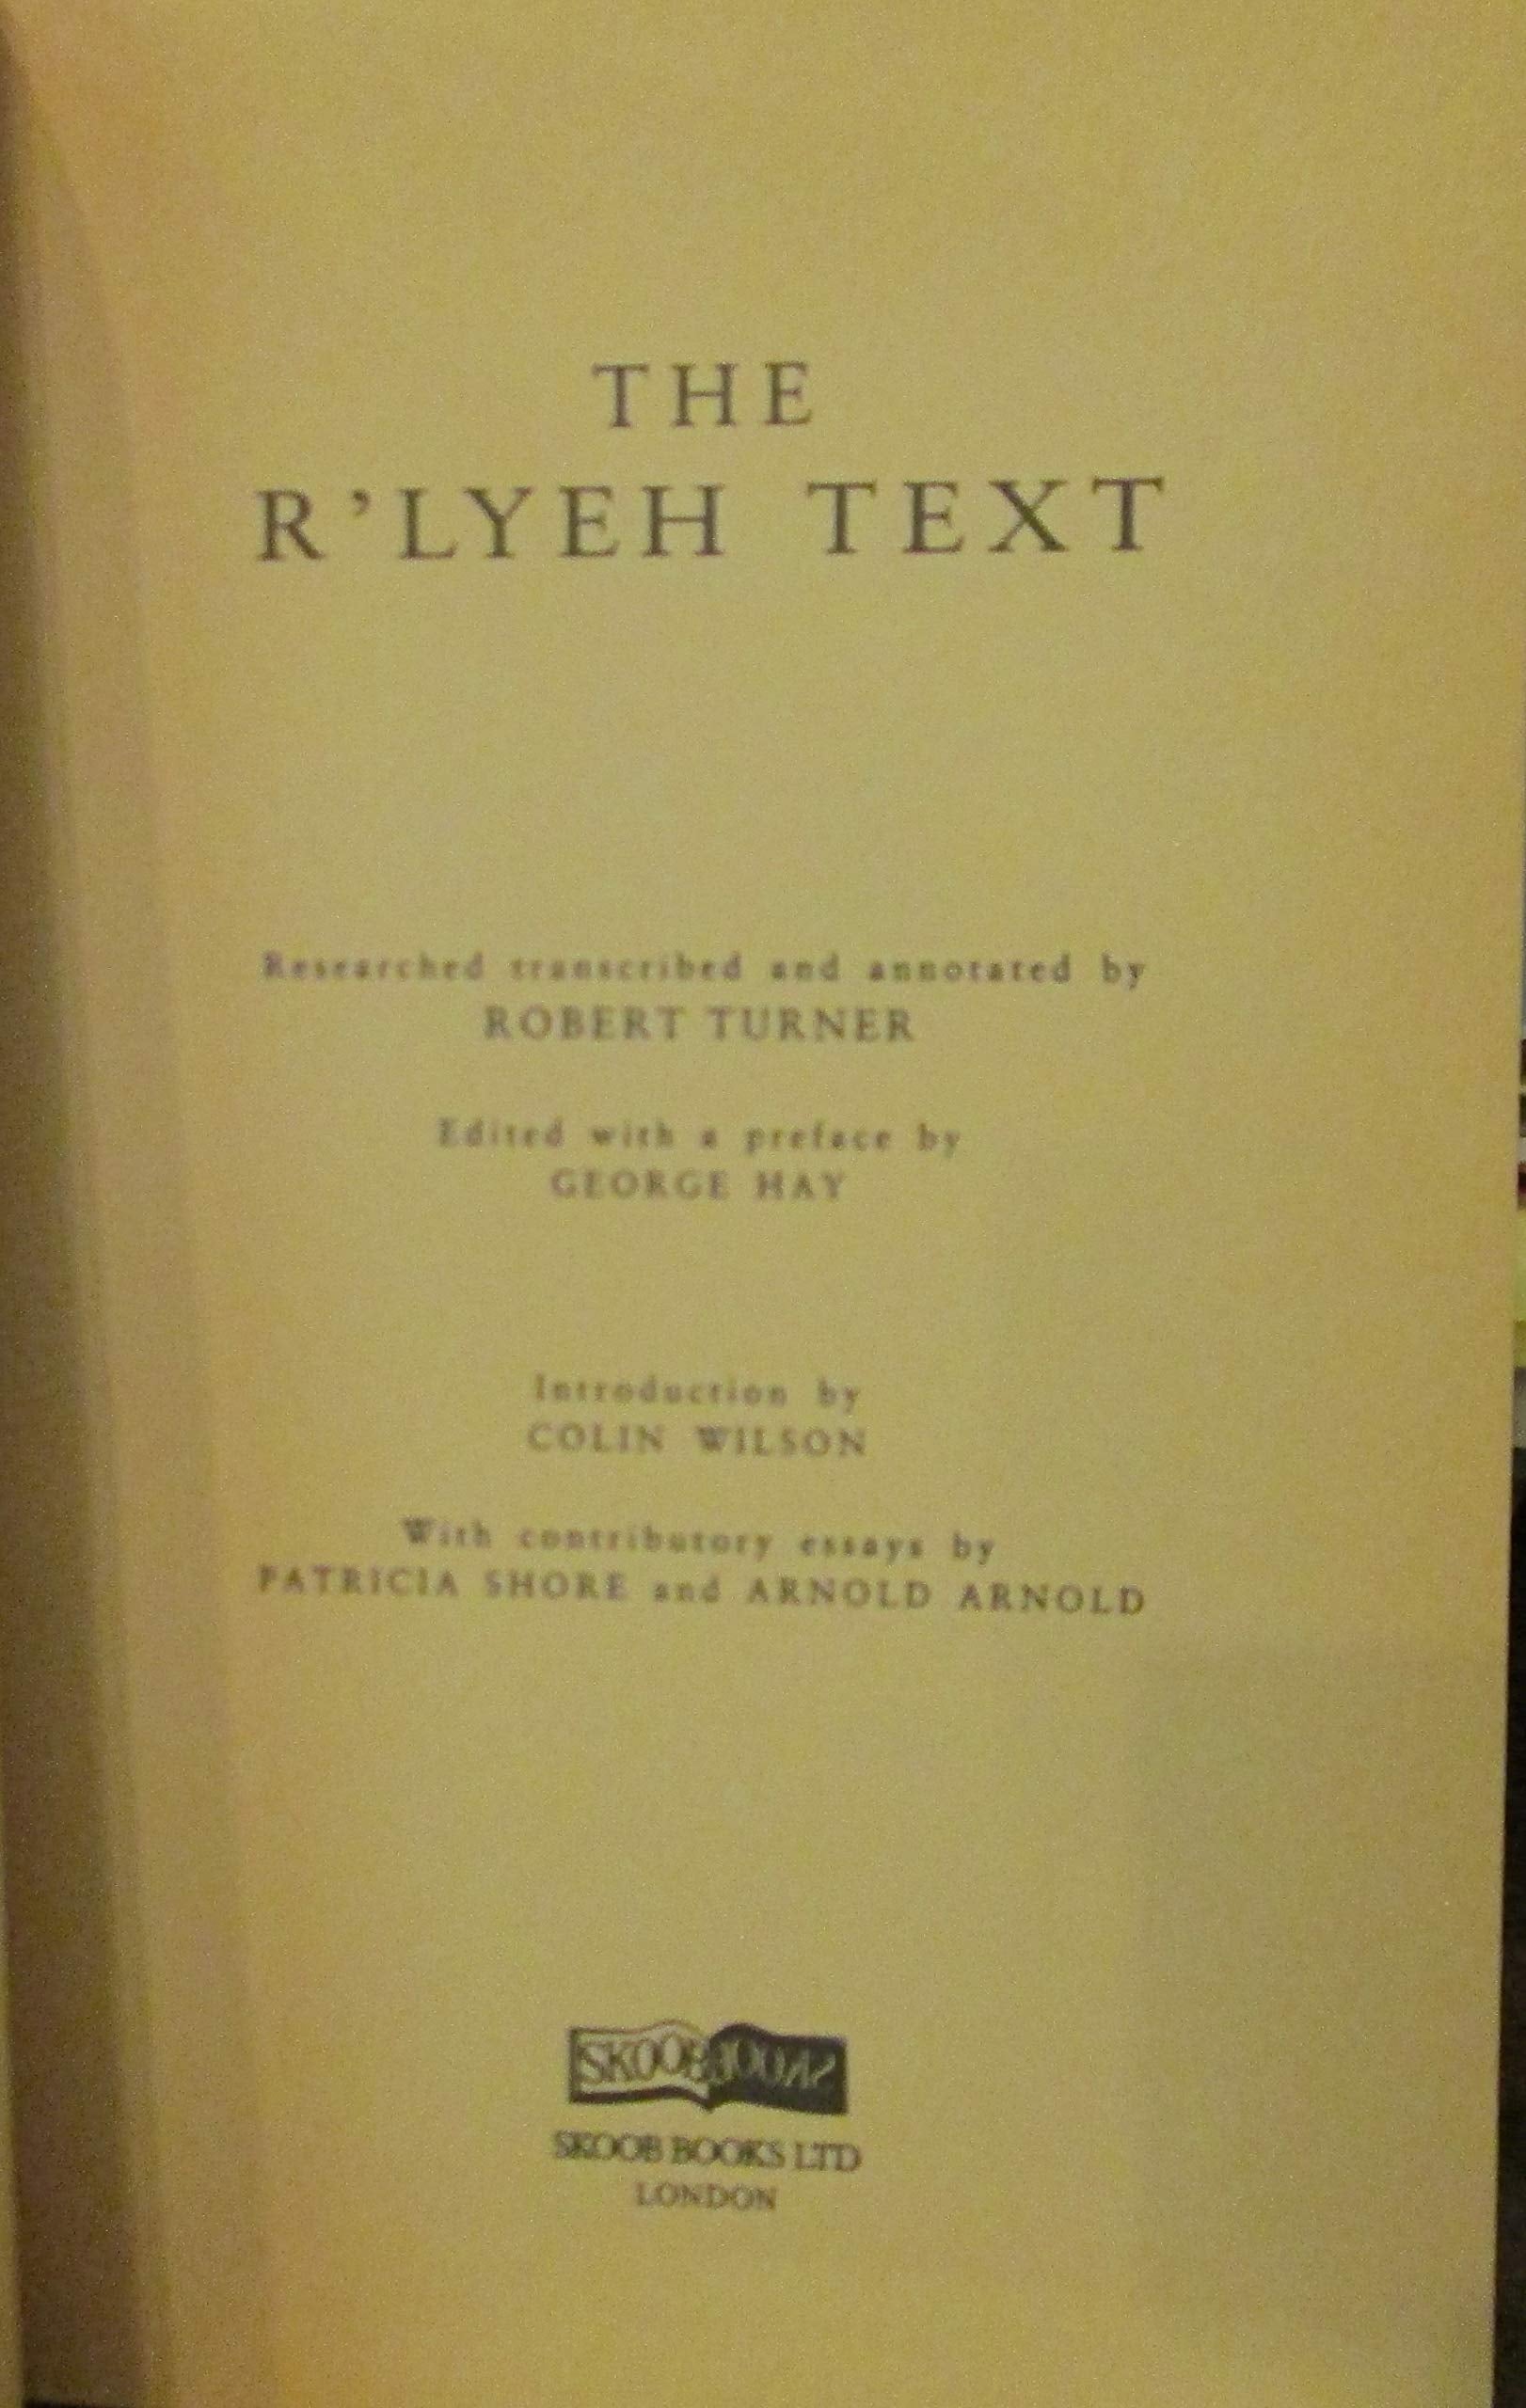 THE
R’LYEH TEXT
Researched transcribed and annotated by
ROBERT TURNER
Edited with a preface by
GEORGE HAY
Introduction by
COLIN WILSON
With contributory essays by
PATRICIA SHORE and ARNOLD ARNOLD
SKOOB
SKOOB BOOKS LTD
LONDON